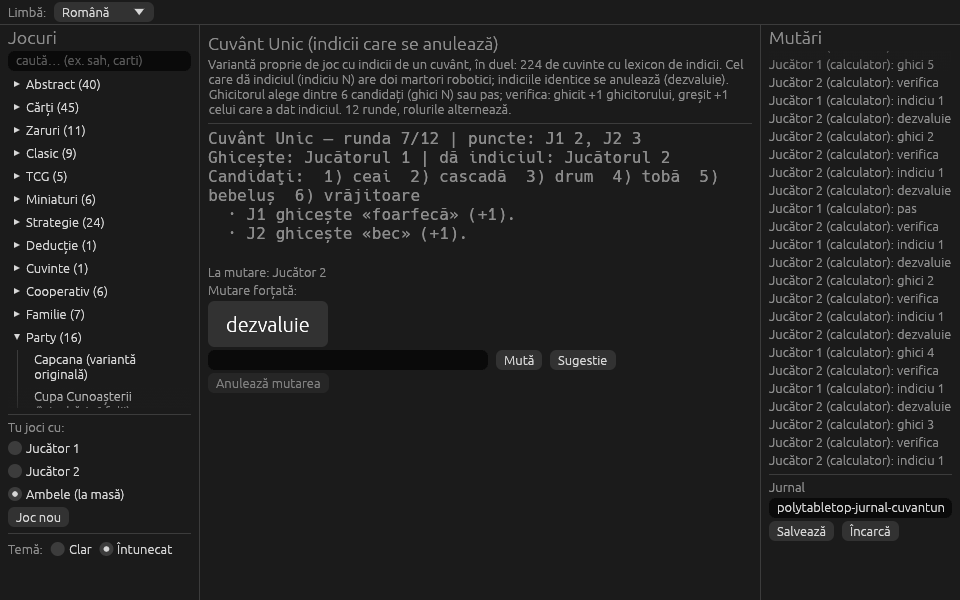 Limbă: Română
Jocuri
caută... (ex. sah, carti)
Abstract (40)
Cărți (45)
Zaruri (11)
Clasic (9)
TCG (5)
Miniaturi (6)
Strategie (24)
Deducție (1)
Cuvinte (1)
Cooperativ (6)
Familie (7)
Party (16)
Capcana (variantă
originală)
Cupa Cunoașterii
Tu joci cu:
Jucător 1
Jucător 2
Ambele (la masă)
Joc nou
Temă: Clar Întunecat
Cuvânt Unic (indicii care se anulează)
Variantă proprie de joc cu indicii de un cuvânt, în duel: 224 de cuvinte cu lexicon de indicii. Cel
care dă indiciul (indiciu N) are doi martori robotici; indiciile identice se anulează (dezvaluie).
Ghicitorul alege dintre 6 candidați (ghici N) sau pas; verifica: ghicit +1 ghicitorului, greșit +1
celui care a dat indiciul. 12 runde, rolurile alternează.
Cuvânt Unic — runda 7/12 | puncte: J1 2, J2 3
Ghicește: Jucătorul 1 | dă indiciul: Jucătorul 2
Candidaţi: 1) ceai 2) cascadă 3) drum 4) tobă 5)
bebeluș 6) vrăjitoare
· J1 ghicește «foarfecă» (+1).
· J2 ghicește «bec» (+1).
La mutare: Jucător 2
Mutare forțată:
dezvaluie
Mută Sugestie
Anulează mutarea
Mutări
Jucător 1 (calculator): ghici 5
Jucător 2 (calculator): verifica
Jucător 1 (calculator): indiciu 1
Jucător 2 (calculator): dezvaluie
Jucător 2 (calculator): ghici 2
Jucător 2 (calculator): verifica
Jucător 2 (calculator): indiciu 1
Jucător 2 (calculator): dezvaluie
Jucător 1 (calculator): pas
Jucător 2 (calculator): verifica
Jucător 1 (calculator): indiciu 1
Jucător 2 (calculator): dezvaluie
Jucător 2 (calculator): ghici 2
Jucător 2 (calculator): verifica
Jucător 2 (calculator): indiciu 1
Jucător 2 (calculator): dezvaluie
Jucător 1 (calculator): ghici 4
Jucător 2 (calculator): verifica
Jucător 1 (calculator): indiciu 1
Jucător 2 (calculator): dezvaluie
Jucător 2 (calculator): ghici 3
Jucător 2 (calculator): verifica
Jucător 2 (calculator): indiciu 1
Jurnal
polytabletop-jurnal-cuvantun
Salvează Încarcă